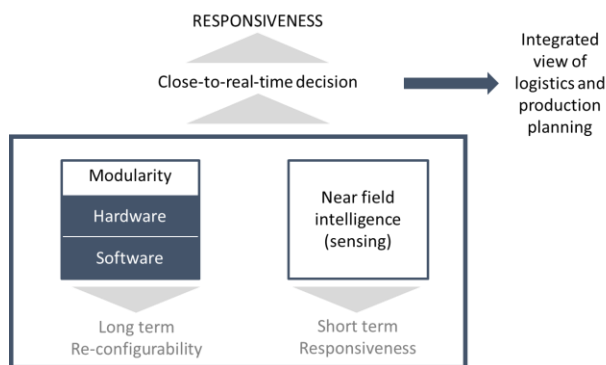 RESPONSIVENESS
Close-to-real-time decision
Integrated
view of
logistics and
production
planning
Modularity
Hardware
Software
Near field
intelligence
(sensing)
Long term
Re-configurability
Short term
Responsiveness